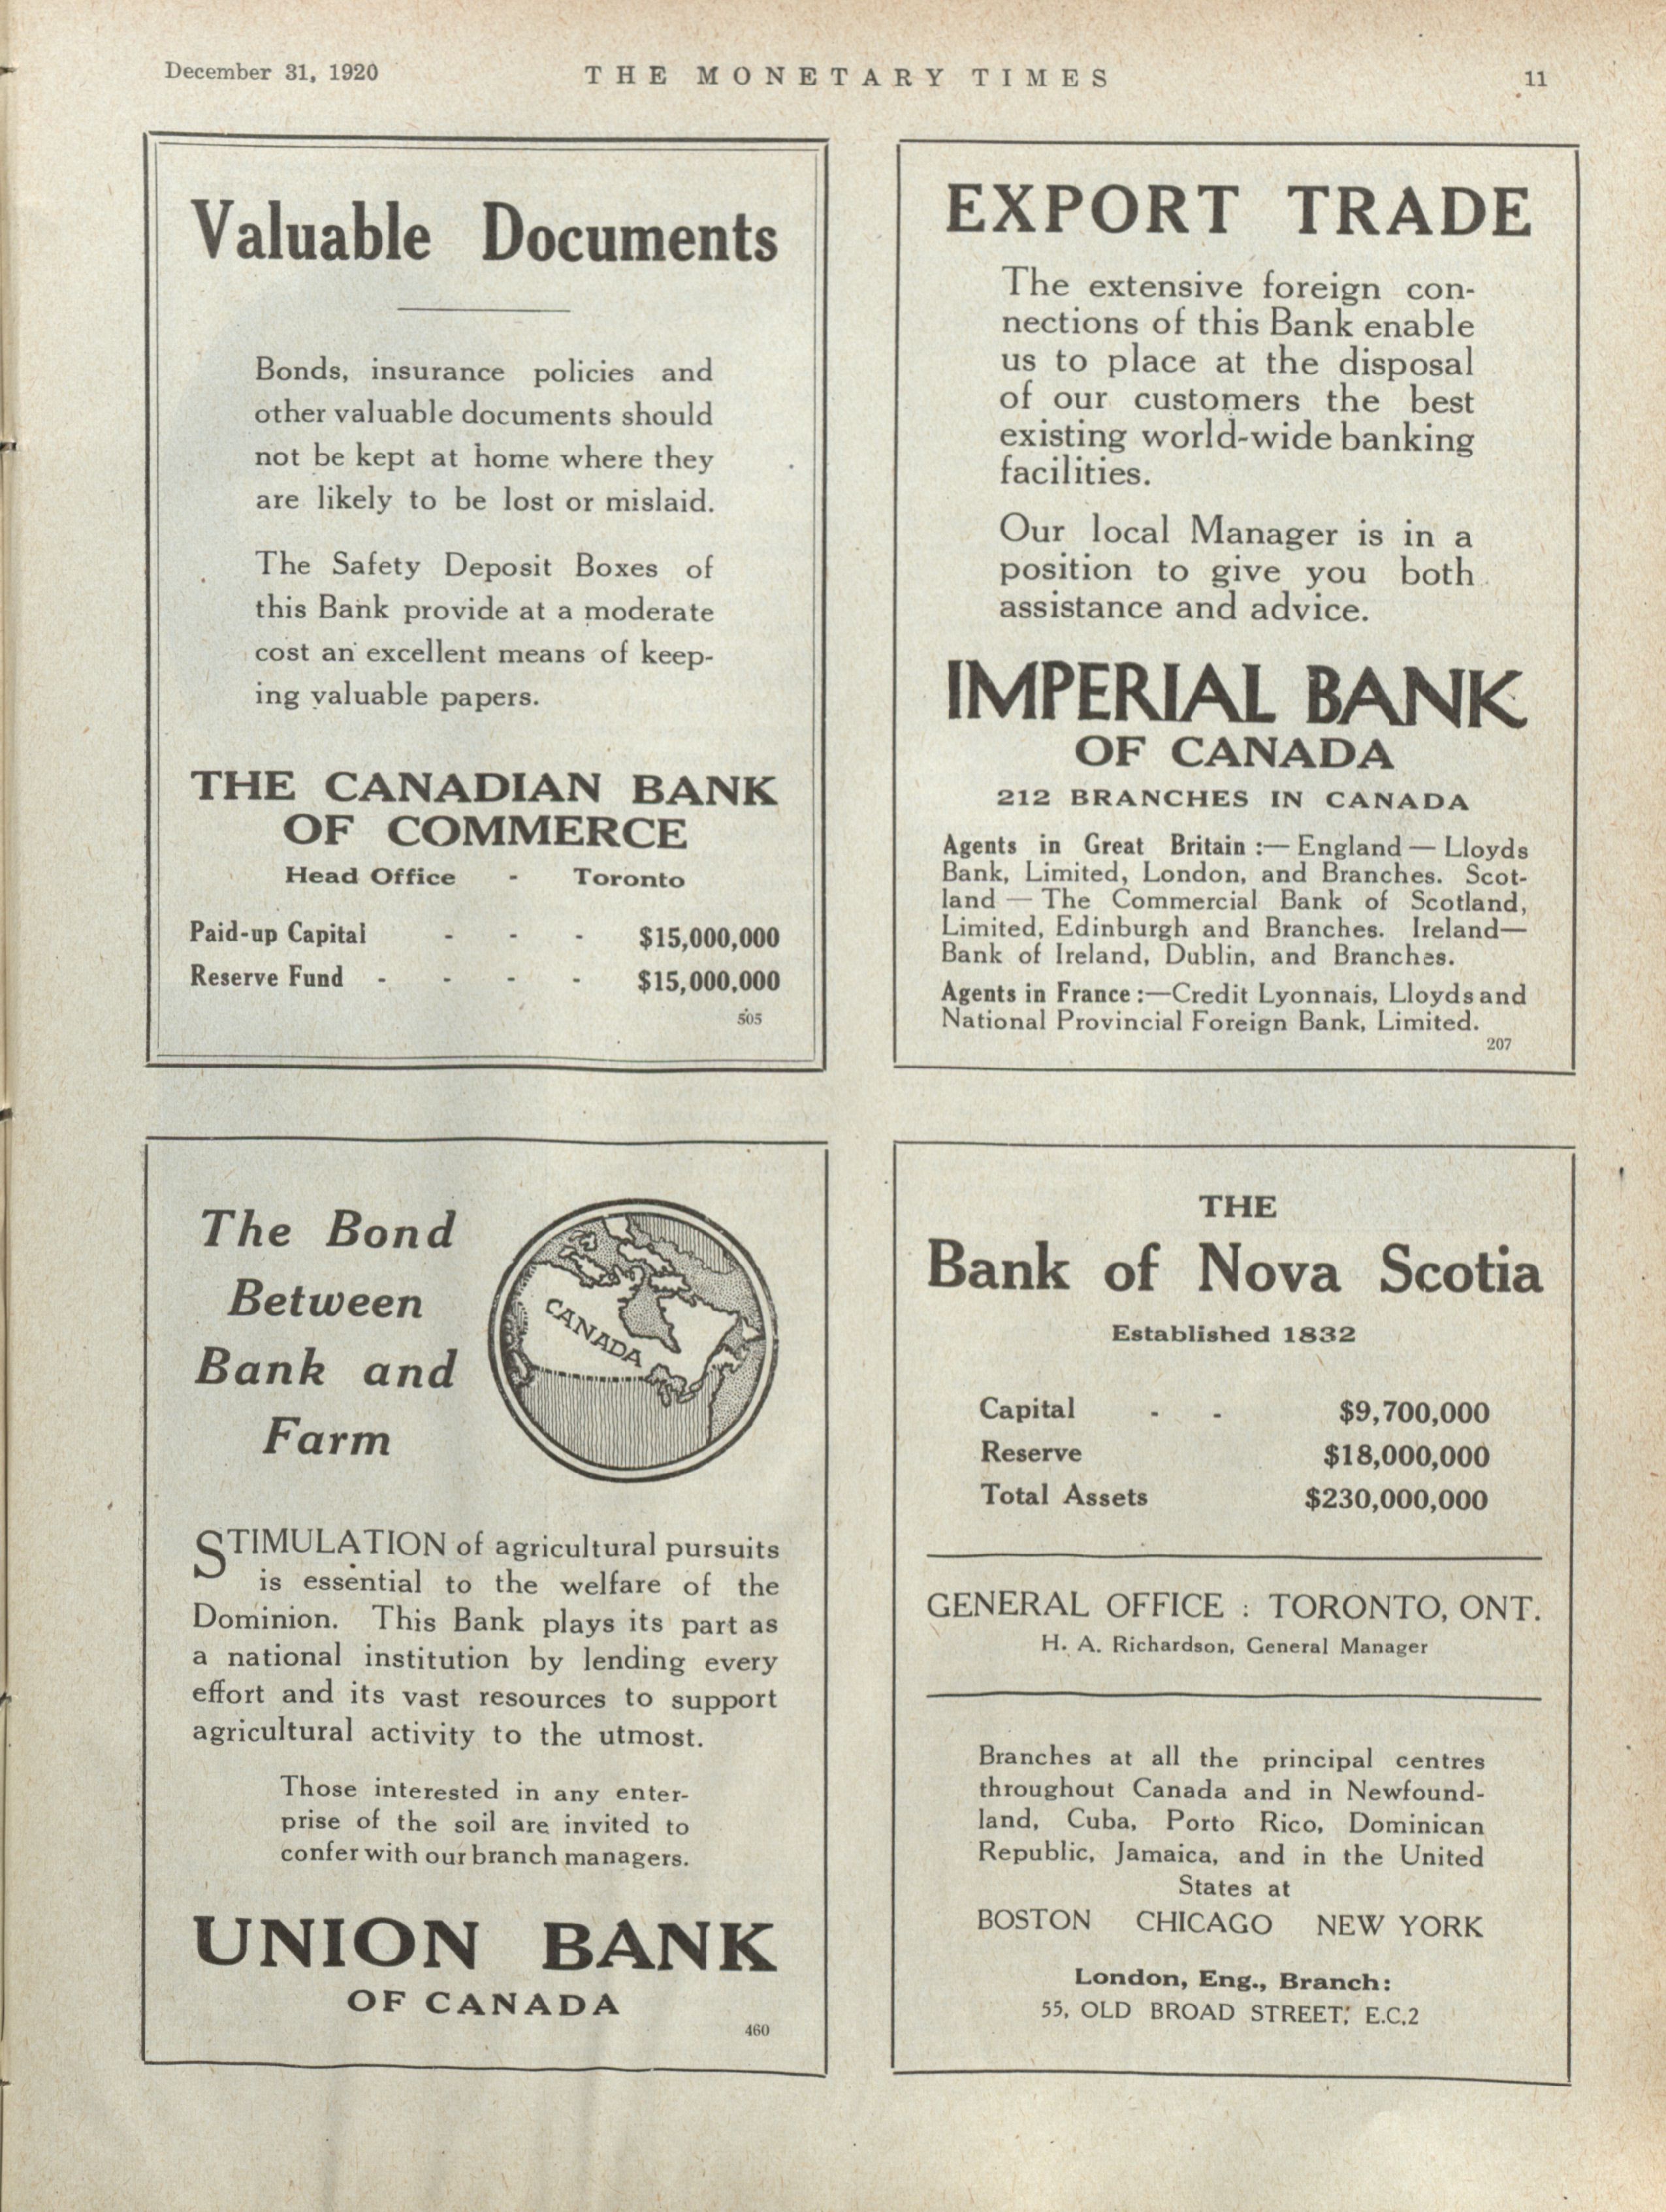 December 31, 1920
THE MONETARY TIMES
11
Valuable Documents
Bonds, insurance policies and
other valuable documents should
not be kept at home where they
are likely to be lost or mislaid.
The Safety Deposit Boxes of
this Bank provide at a moderate
cost an excellent means of keep-
ing valuable papers.
THE CANADIAN BANK
OF COMMERCE
Head Office - Toronto
Paid-up Capital - - - $15,000,000
Reserve Fund - - - - $15,000,000
505
EXPORT TRADE
The extensive foreign con-
nections of this Bank enable
us to place at the disposal
of our customers the best
existing world-wide banking
facilities.
Our local Manager is in a
position to give you both
assistance and advice.
IMPERIAL BANK
OF CANADA
212 BRANCHES IN CANADA
Agents in Great Britain :— England — Lloyds
Bank, Limited, London, and Branches. Scot-
land — The Commercial Bank of Scotland,
Limited, Edinburgh and Branches. Ireland—
Bank of Ireland, Dublin, and Branches.
Agents in France :—Credit Lyonnais, Lloyds and
National Provincial Foreign Bank, Limited.
207
The Bond
Between
Bank and
Farm
CANADA
STIMULATION of agricultural pursuits
is essential to the welfare of the
Dominion. This Bank plays its part as
a national institution by lending every
effort and its vast resources to support
agricultural activity to the utmost.
Those interested in any enter-
prise of the soil are invited to
confer with our branch managers.
UNION BANK
OF CANADA
460
THE
Bank of Nova Scotia
Established 1832
Capital - - $9,700,000
Reserve $18,000,000
Total Assets $230,000,000
GENERAL OFFICE : TORONTO, ONT.
H. A. Richardson, General Manager
Branches at all the principal centres
throughout Canada and in Newfound-
land, Cuba, Porto Rico, Dominican
Republic, Jamaica, and in the United
States at
BOSTON CHICAGO NEW YORK
London, Eng., Branch:
55, OLD BROAD STREET, E.C.2